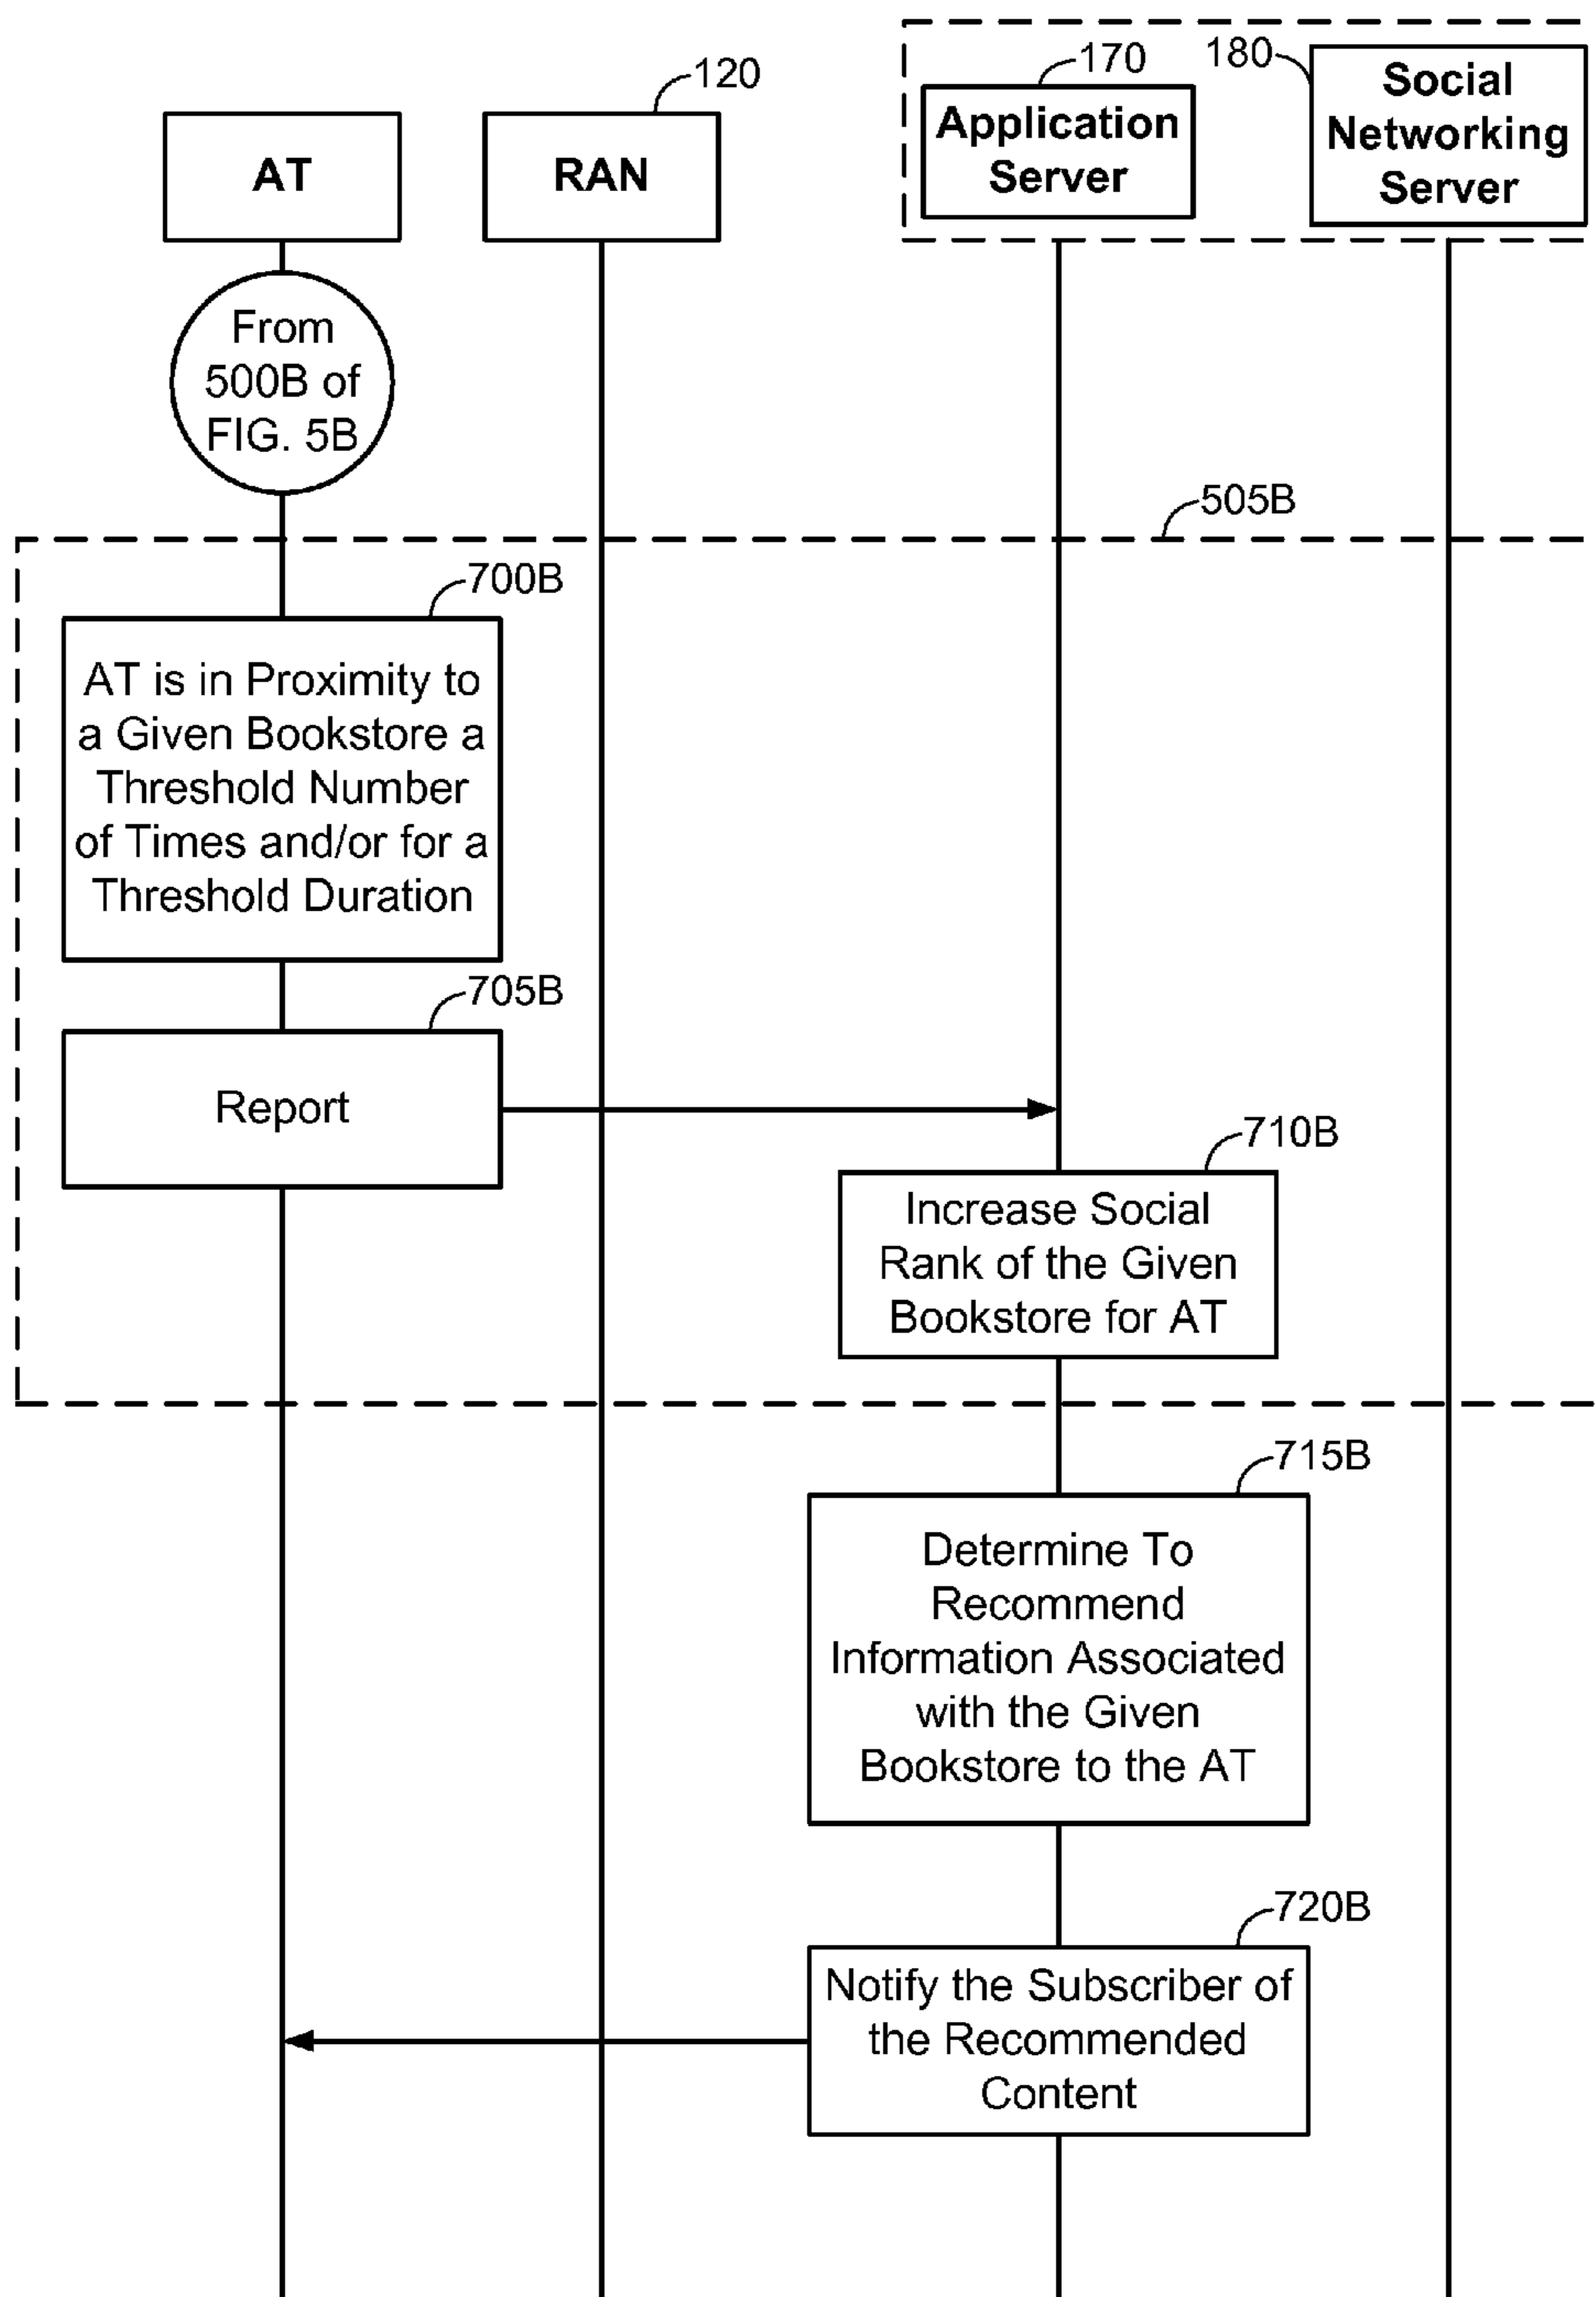 120
170
180
AT
RAN
Application
Server
Social
Networking
Server
From
500B of
FIG. 5B
505B
700B
AT is in Proximity to
a Given Bookstore a
Threshold Number
of Times and/or for a
Threshold Duration
705B
Report
710B
Increase Social
Rank of the Given
Bookstore for AT
715B
Determine To
Recommend
Information Associated
with the Given
Bookstore to the AT
720B
Notify the Subscriber of
the Recommended
Content